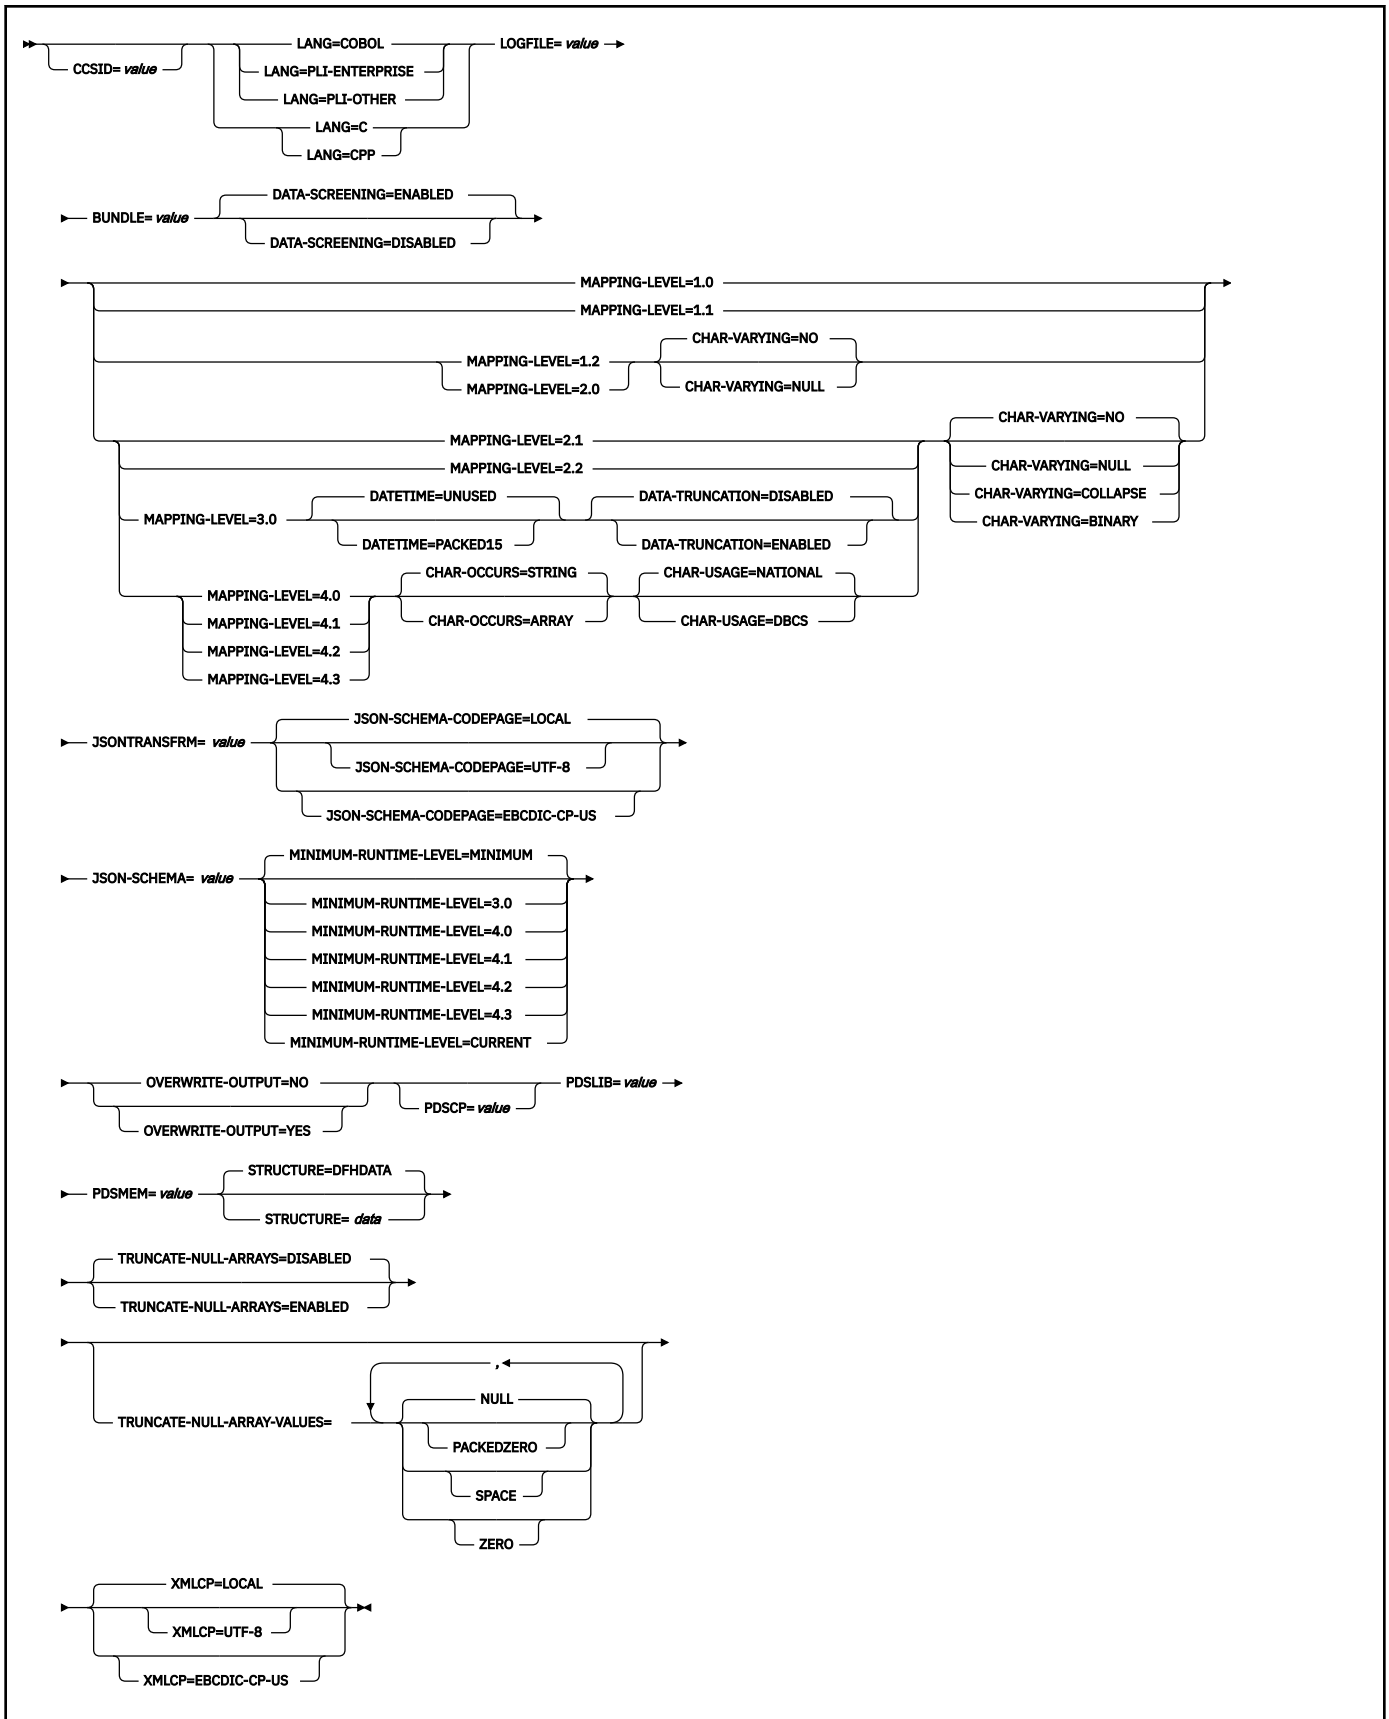 LANG=COBOL LOGFILE= value
CCSID= value LANG=PLI-ENTERPRISE
LANG=PLI-OTHER
LANG=C
LANG=CPP
DATA-SCREENING=ENABLED
BUNDLE= value
DATA-SCREENING=DISABLED
MAPPING-LEVEL=1.0
MAPPING-LEVEL=1.1
CHAR-VARYING=NO
MAPPING-LEVEL=1.2
MAPPING-LEVEL=2.0 CHAR-VARYING=NULL
CHAR-VARYING=NO
MAPPING-LEVEL=2.1
MAPPING-LEVEL=2.2 CHAR-VARYING=NULL
DATETIME=UNUSED DATA-TRUNCATION=DISABLED CHAR-VARYING=COLLAPSE
MAPPING-LEVEL=3.0 CHAR-VARYING=BINARY
DATETIME=PACKED15 DATA-TRUNCATION=ENABLED
CHAR-OCCURS=STRING CHAR-USAGE=NATIONAL
MAPPING-LEVEL=4.0
MAPPING-LEVEL=4.1 CHAR-OCCURS=ARRAY CHAR-USAGE=DBCS
MAPPING-LEVEL=4.2
MAPPING-LEVEL=4.3
JSON-SCHEMA-CODEPAGE=LOCAL
JSONTRANSFRM= value
JSON-SCHEMA-CODEPAGE=UTF-8
JSON-SCHEMA-CODEPAGE=EBCDIC-CP-US
MINIMUM-RUNTIME-LEVEL=MINIMUM
JSON-SCHEMA= value
MINIMUM-RUNTIME-LEVEL=3.0
MINIMUM-RUNTIME-LEVEL=4.0
MINIMUM-RUNTIME-LEVEL=4.1
MINIMUM-RUNTIME-LEVEL=4.2
MINIMUM-RUNTIME-LEVEL=4.3
MINIMUM-RUNTIME-LEVEL=CURRENT
OVERWRITE-OUTPUT=NO PDSLIB= value
PDSCP= value
OVERWRITE-OUTPUT=YES
STRUCTURE=DFHDATA
PDSMEM= value
STRUCTURE= data
TRUNCATE-NULL-ARRAYS=DISABLED
TRUNCATE-NULL-ARRAYS=ENABLED
,
NULL
TRUNCATE-NULL-ARRAY-VALUES=
PACKEDZERO
SPACE
ZERO
XMLCP=LOCAL
XMLCP=UTF-8
XMLCP=EBCDIC-CP-US